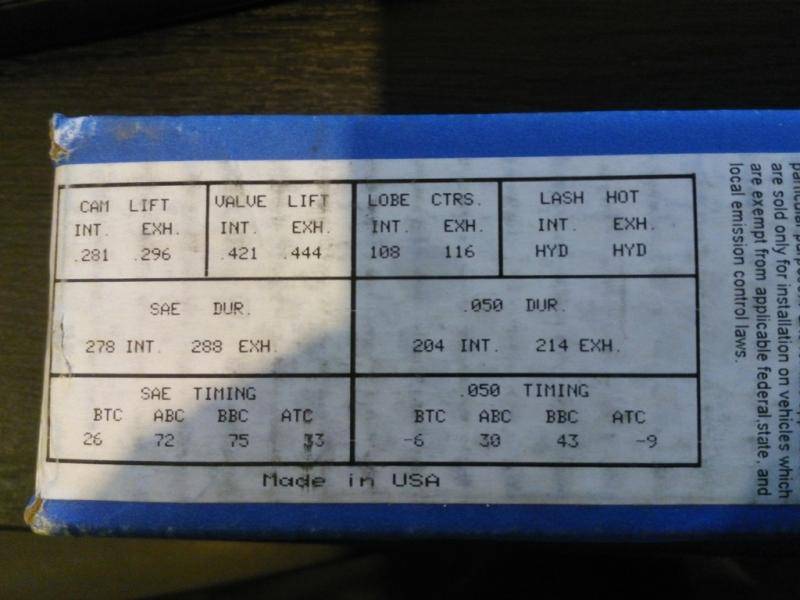 CAM LIFT
INT. EXH.
.281 .296
VALVE LIFT
INT. EXH.
.421 .444
LOBE CTRS.
INT. EXH.
108 116
LASH HOT
INT. EXH.
HYD HYD
SAE DUR.
278 INT. 288 EXH.
.050 DUR.
204 INT. 214 EXH.
SAE TIMING
BTC ABC BBC ATC
26 72 75 33
.050 TIMING
BTC ABC BBC ATC
-6 30 43 -9
Made in USA
are sold only for installation on vehicles which
are exempt from applicable federal, state, and
local emission control laws.